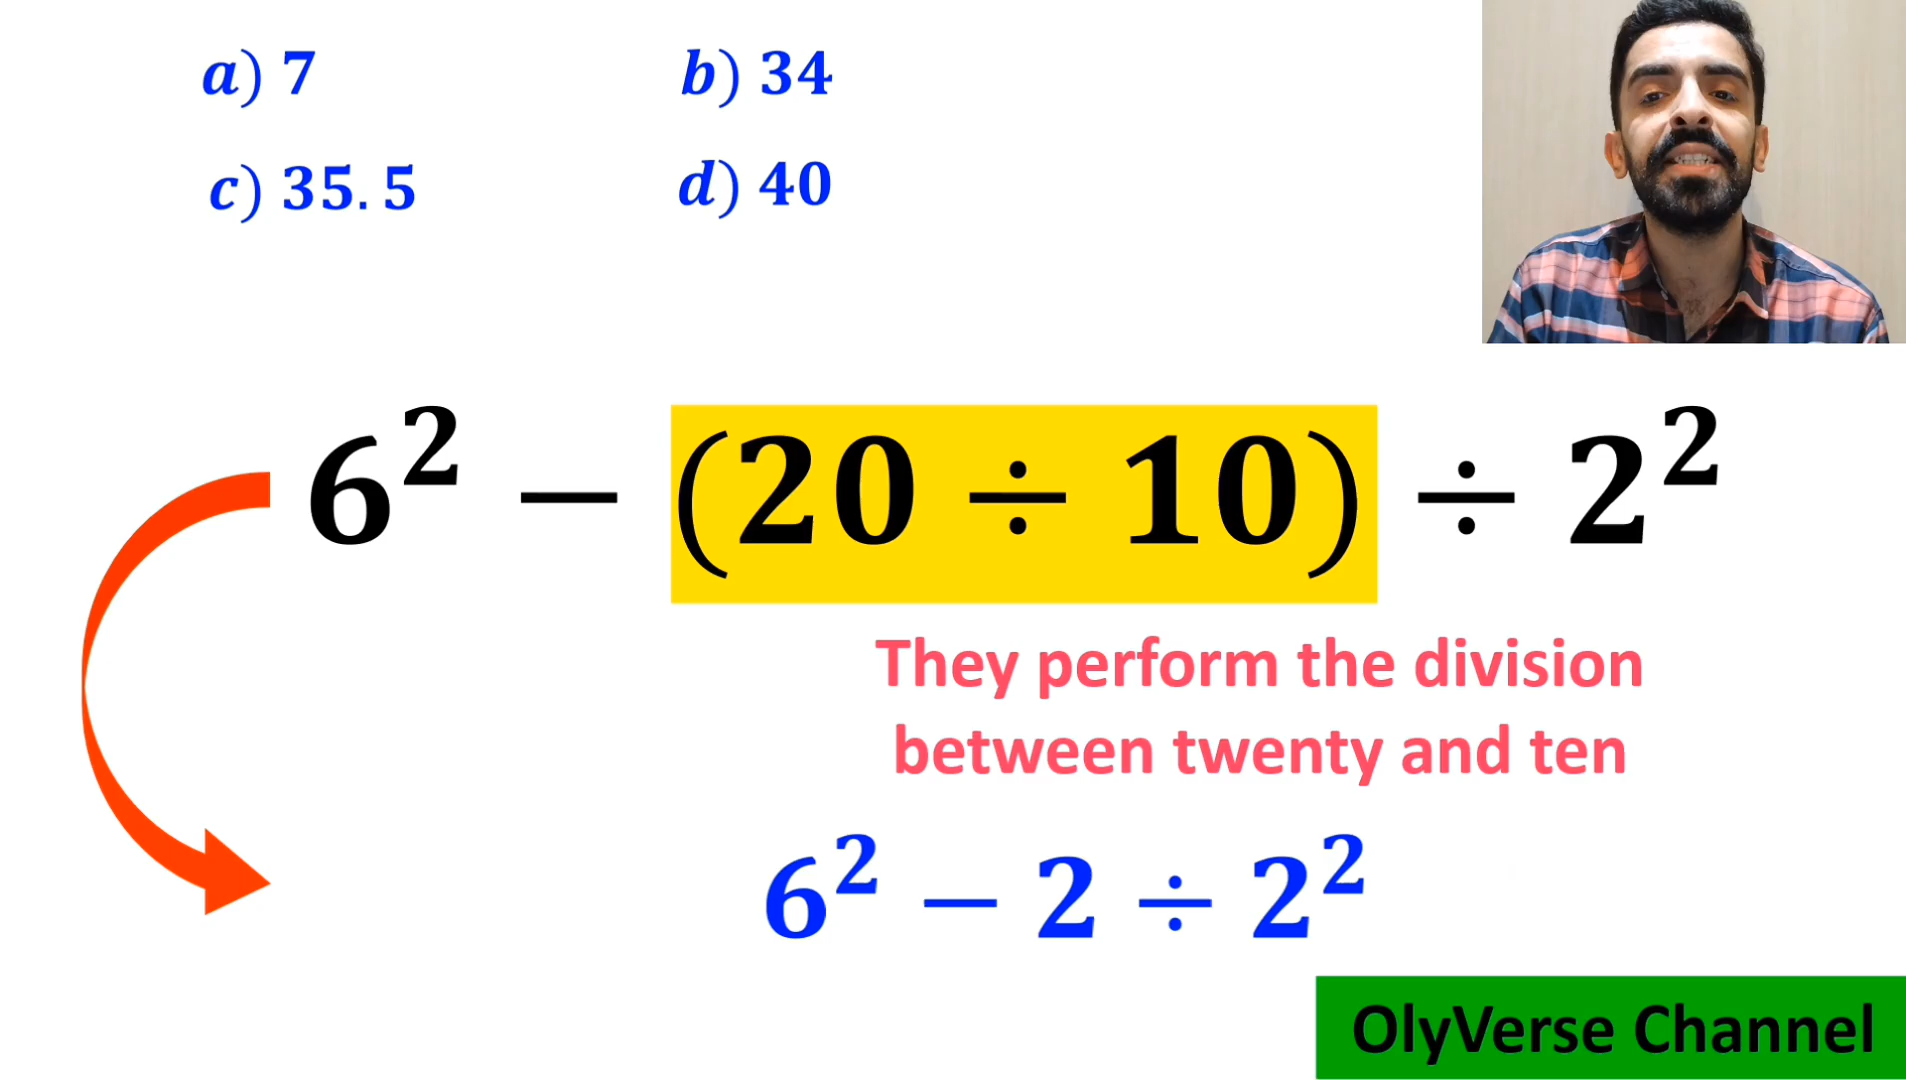 a) 7
b) 34
c) 35.5
d) 40
6² − (20 ÷ 10) ÷ 2²
They perform the division
between twenty and ten
6² − 2 ÷ 2²
OlyVerse Channel